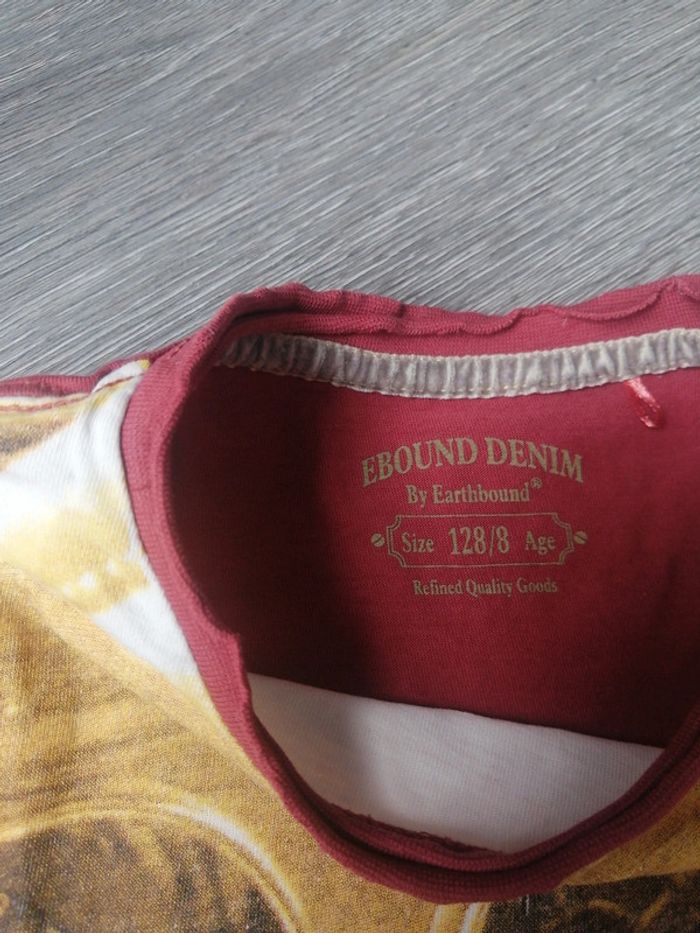 EBOUND DENIM
By Earthbound®
Size 128/8 Age
Refined Quality Goods